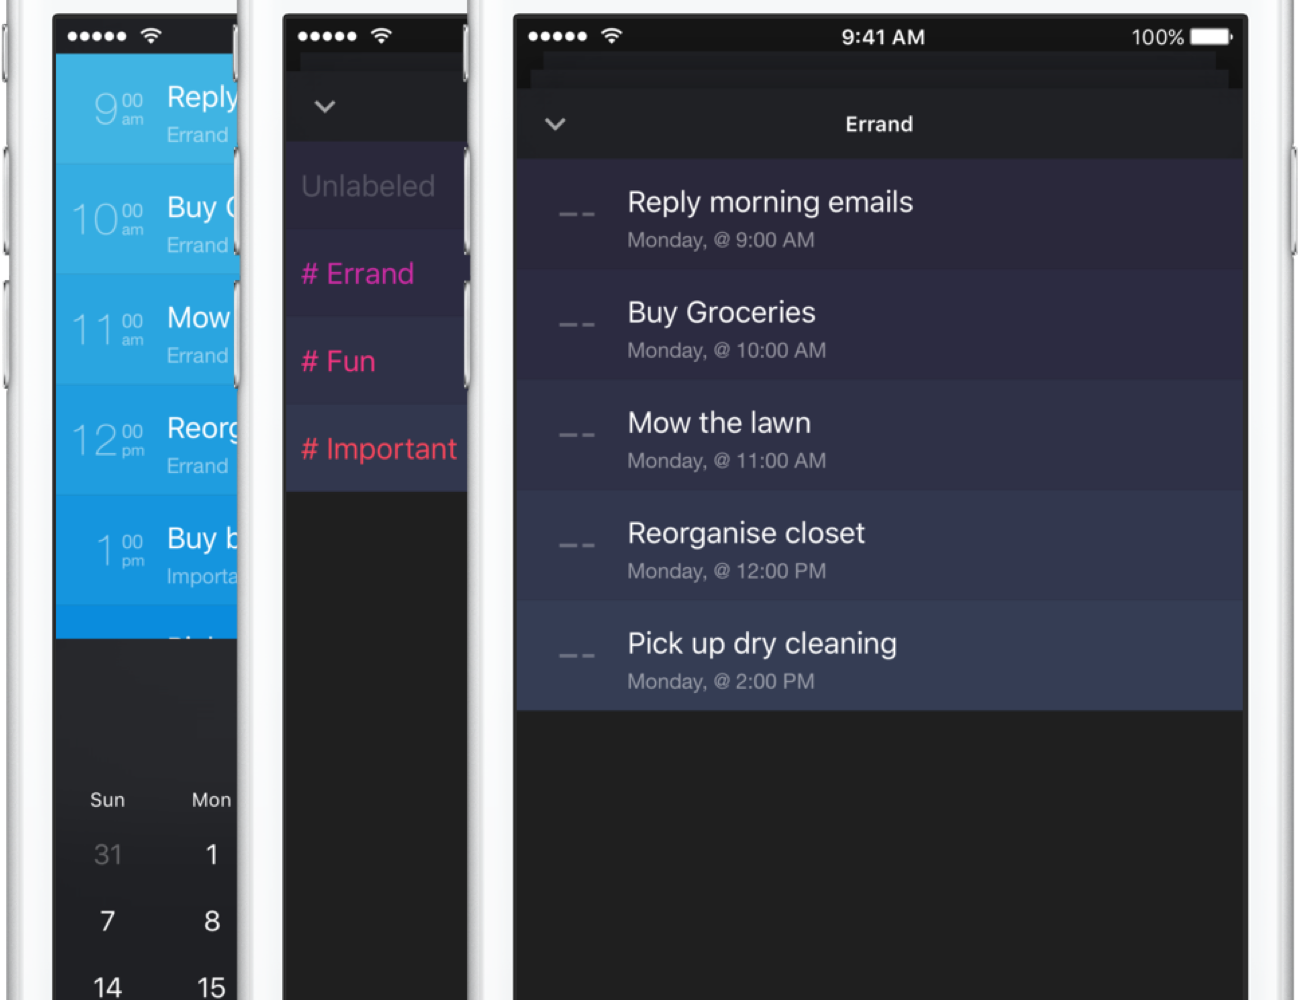 9 00 am
Reply
Errand
10 00 am
Buy
Errand
11 00 am
Mow
Errand
12 00 pm
Reorg
Errand
1 00 pm
Buy b
Importa
Sun Mon
31 1
7 8
14 15
Unlabeled
# Errand
# Fun
# Important
9:41 AM 100%
Errand
Reply morning emails
Monday, @ 9:00 AM
Buy Groceries
Monday, @ 10:00 AM
Mow the lawn
Monday, @ 11:00 AM
Reorganise closet
Monday, @ 12:00 PM
Pick up dry cleaning
Monday, @ 2:00 PM